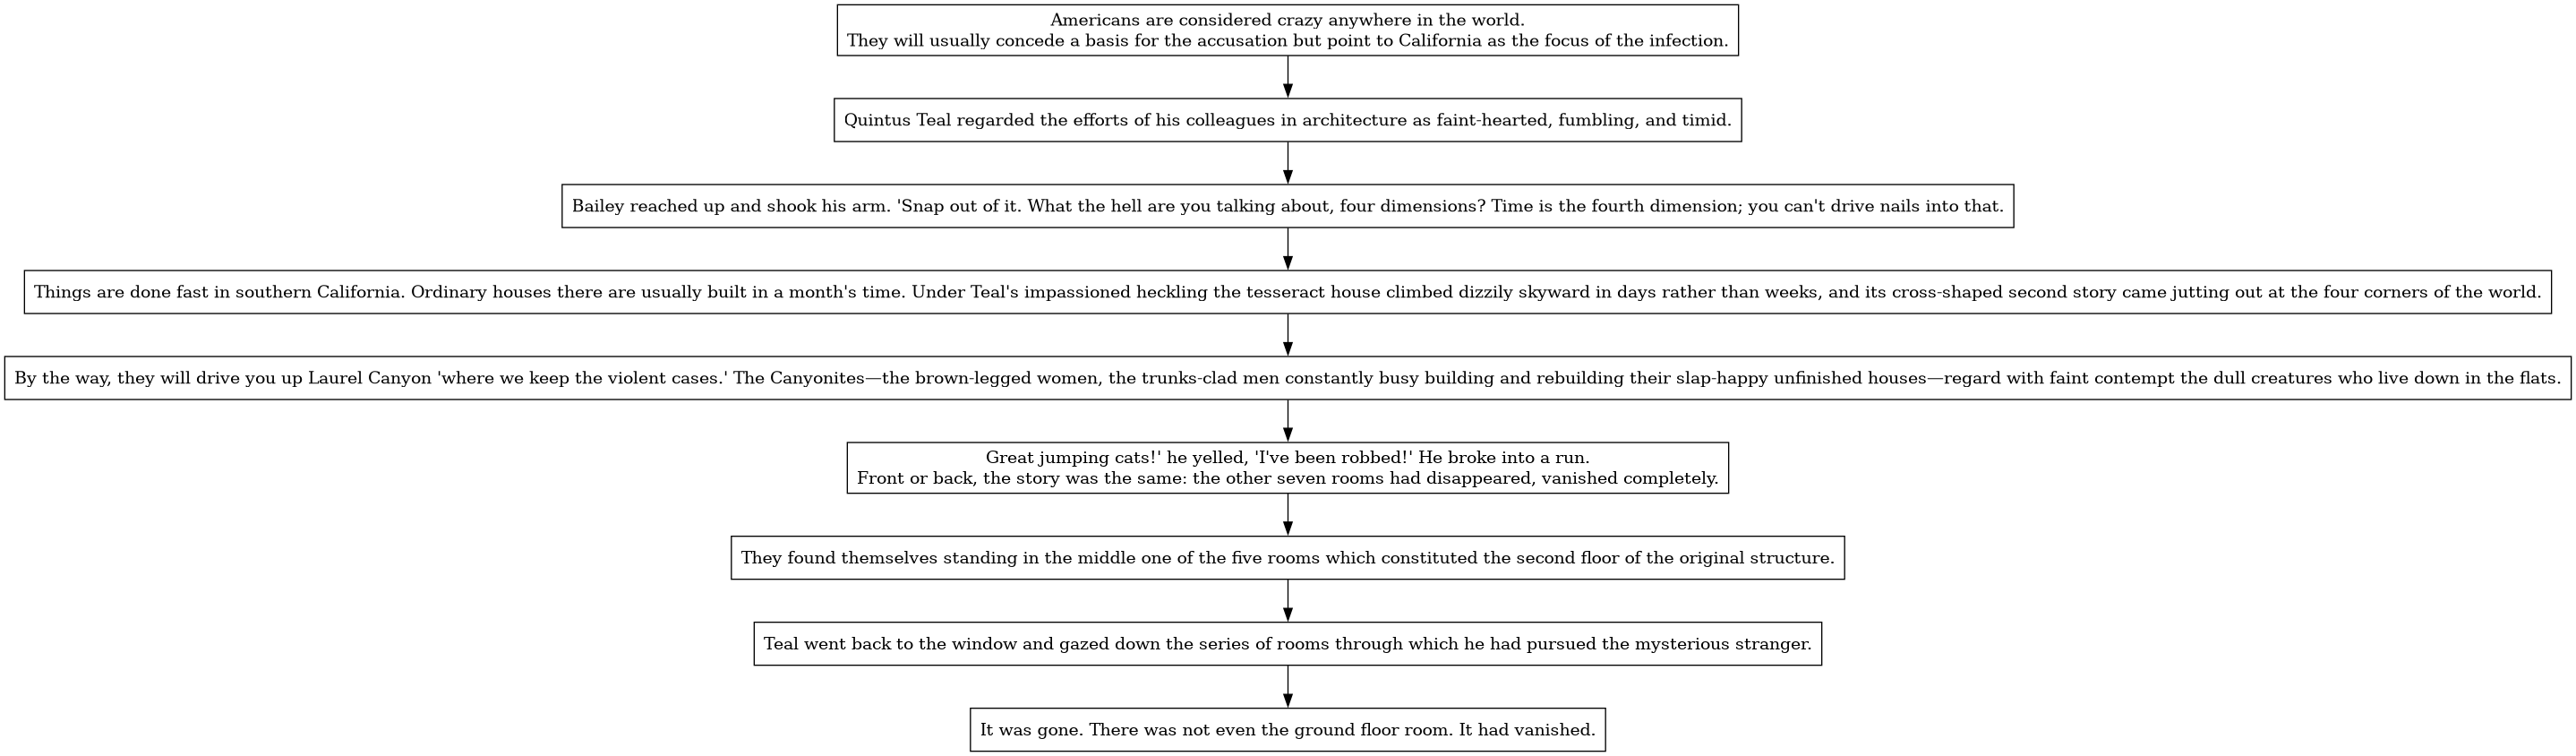 Americans are considered crazy anywhere in the world.
They will usually concede a basis for the accusation but point to California as the focus of the infection.
Quintus Teal regarded the efforts of his colleagues in architecture as faint-hearted, fumbling, and timid.
Bailey reached up and shook his arm. 'Snap out of it. What the hell are you talking about, four dimensions? Time is the fourth dimension; you can't drive nails into that.
Things are done fast in southern California. Ordinary houses there are usually built in a month's time. Under Teal's impassioned heckling the tesseract house climbed dizzily skyward in days rather than weeks, and its cross-shaped second story came jutting out at the four corners of the world.
By the way, they will drive you up Laurel Canyon 'where we keep the violent cases.' The Canyonites—the brown-legged women, the trunks-clad men constantly busy building and rebuilding their slap-happy unfinished houses—regard with faint contempt the dull creatures who live down in the flats.
Great jumping cats!' he yelled, 'I've been robbed!' He broke into a run.
Front or back, the story was the same: the other seven rooms had disappeared, vanished completely.
They found themselves standing in the middle one of the five rooms which constituted the second floor of the original structure.
Teal went back to the window and gazed down the series of rooms through which he had pursued the mysterious stranger.
It was gone. There was not even the ground floor room. It had vanished.